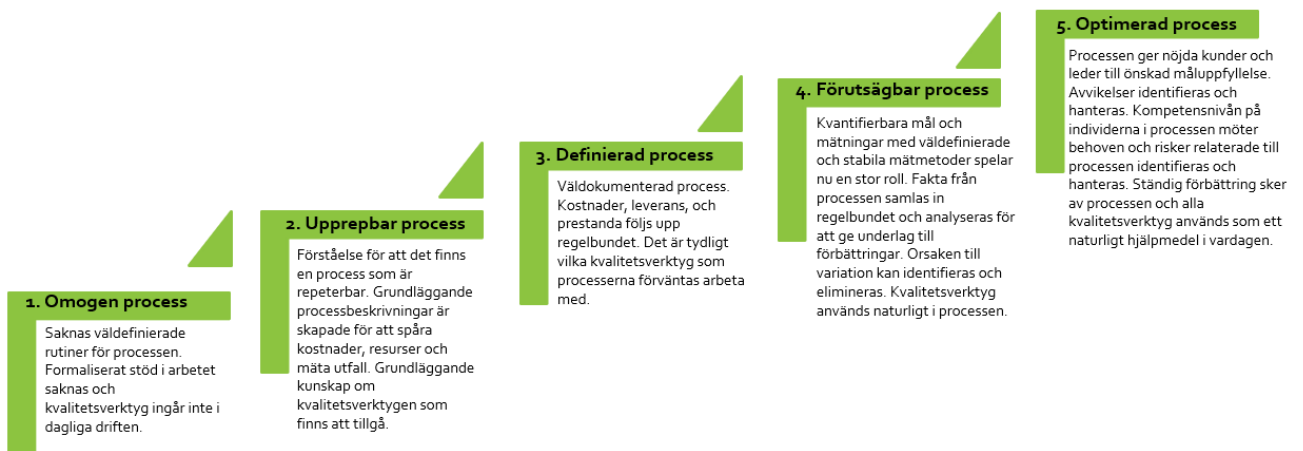 1. Omogen process
Saknas väldefinierade
rutiner för processen.
Formaliserat stöd i arbetet
saknas och
kvalitetsverktyg ingår inte i
dagliga driften.
2. Upprepbar process
Förståelse för att det finns
en process som är
repeterbar. Grundläggande
processbeskrivningar är
skapade för att spåra
kostnader, resurser och
mäta utfall. Grundläggande
kunskap om
kvalitetsverktygen som
finns att tillgå.
3. Definierad process
Väldokumenterad process.
Kostnader, leverans, och
prestanda följs upp
regelbundet. Det är tydligt
vilka kvalitetsverktyg som
processerna förväntas arbeta
med.
4. Förutsägbar process
Kvantifierbara mål och
mätningar med väldefinierade
och stabila mätmetoder spelar
nu en stor roll. Fakta från
processen samlas in
regelbundet och analyseras för
att ge underlag till
förbättringar. Orsaken till
variation kan identifieras och
elimineras. Kvalitetsverktyg
används naturligt i processen.
5. Optimerad process
Processen ger nöjda kunder och
leder till önskad måluppfyllelse.
Avvikelser identifieras och
hanteras. Kompetensnivån på
individerna i processen möter
behoven och risker relaterade till
processen identifieras och
hanteras. Ständig förbättring sker
av processen och alla
kvalitetsverktyg används som ett
naturligt hjälpmedel i vardagen.